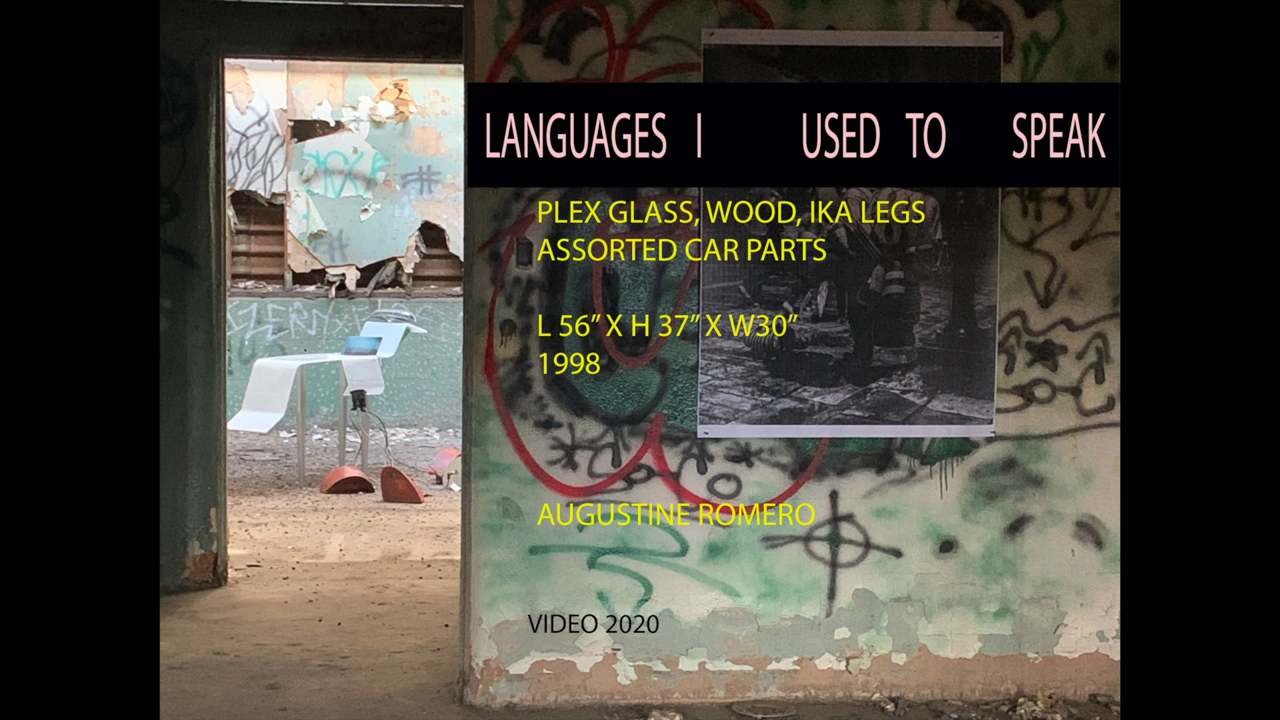 LANGUAGES I USED TO SPEAK
PLEX GLASS, WOOD, IKA LEGS
ASSORTED CAR PARTS
L 56” X H 37” X W30”
1998
AUGUSTINE ROMERO
VIDEO 2020